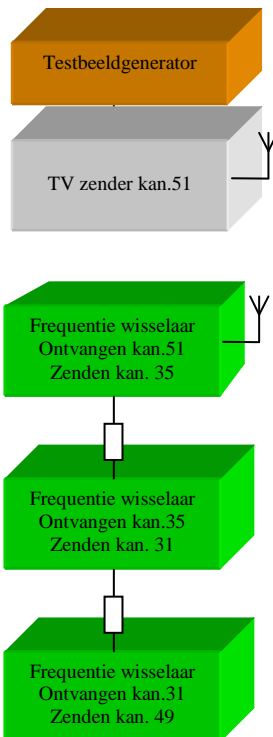 Testbeeldgenerator
TV zender kan.51
Frequentie wisselaar
Ontvangen kan.51
Zenden kan. 35
Frequentie wisselaar
Ontvangen kan.35
Zenden kan. 31
Frequentie wisselaar
Ontvangen kan.31
Zenden kan. 49